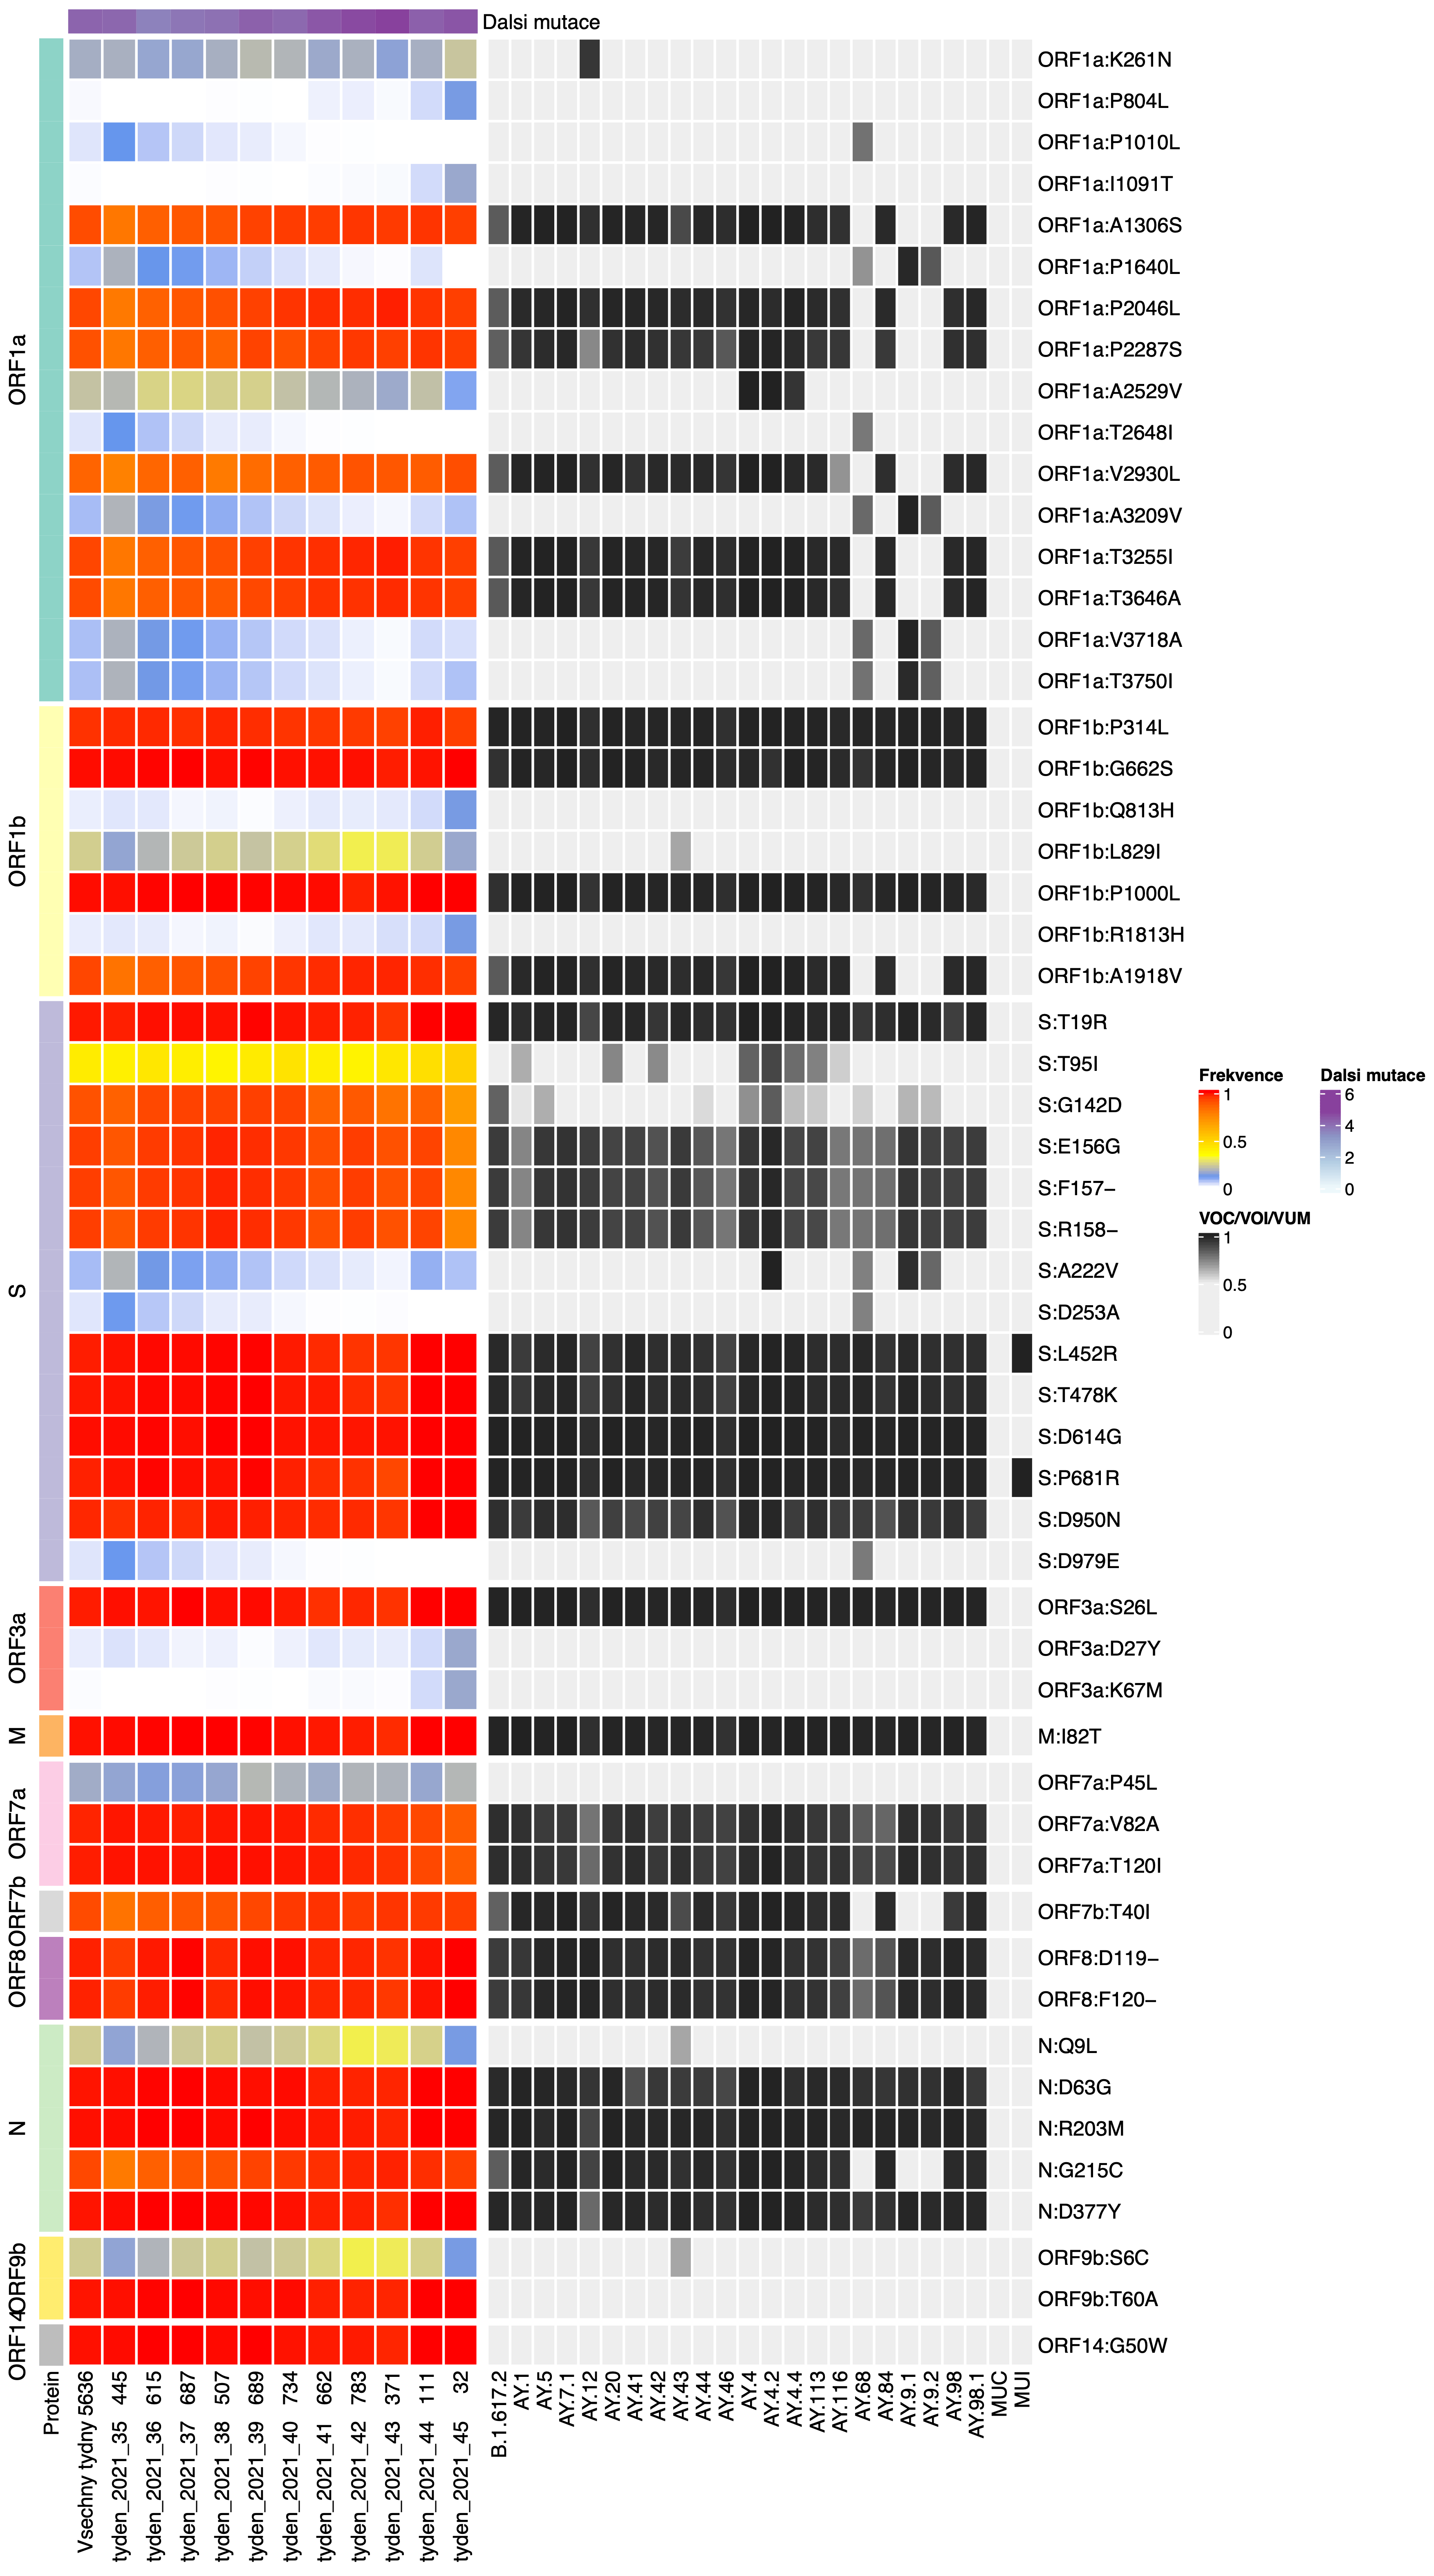 Dalsi mutace
ORF1a
ORF1a:K261N
ORF1a:P804L
ORF1a:P1010L
ORF1a:I1091T
ORF1a:A1306S
ORF1a:P1640L
ORF1a:P2046L
ORF1a:P2287S
ORF1a:A2529V
ORF1a:T2648I
ORF1a:V2930L
ORF1a:A3209V
ORF1a:T3255I
ORF1a:T3646A
ORF1a:V3718A
ORF1a:T3750I
ORF1b
ORF1b:P314L
ORF1b:G662S
ORF1b:Q813H
ORF1b:L829I
ORF1b:P1000L
ORF1b:R1813H
ORF1b:A1918V
S
S:T19R
S:T95I
S:G142D
S:E156G
S:F157−
S:R158−
S:A222V
S:D253A
S:L452R
S:T478K
S:D614G
S:P681R
S:D950N
S:D979E
ORF3a
ORF3a:S26L
ORF3a:D27Y
ORF3a:K67M
M
M:I82T
ORF7a
ORF7a:P45L
ORF7a:V82A
ORF7a:T120I
ORF7b
ORF7b:T40I
ORF8
ORF8:D119−
ORF8:F120−
N
N:Q9L
N:D63G
N:R203M
N:G215C
N:D377Y
ORF9b
ORF9b:S6C
ORF9b:T60A
ORF14
ORF14:G50W
Protein
Vsechny tydny 5636
tyden_2021_35 445
tyden_2021_36 615
tyden_2021_37 687
tyden_2021_38 507
tyden_2021_39 689
tyden_2021_40 734
tyden_2021_41 662
tyden_2021_42 783
tyden_2021_43 371
tyden_2021_44 111
tyden_2021_45 32
B.1.617.2
AY.1
AY.5
AY.7.1
AY.12
AY.20
AY.41
AY.42
AY.43
AY.44
AY.46
AY.4
AY.4.2
AY.4.4
AY.113
AY.116
AY.68
AY.84
AY.9.1
AY.9.2
AY.98
AY.98.1
MUC
MUI
Frekvence
1
0.5
0
Dalsi mutace
6
4
2
0
VOC/VOI/VUM
1
0.5
0